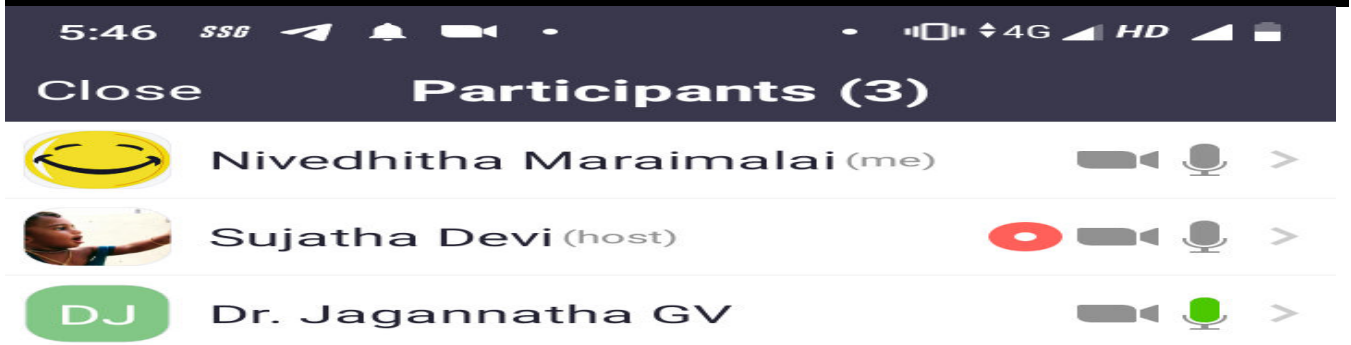 5:46 SSG 4G HD
Close Participants (3)
Nivedhitha Maraimalai (me)
Sujatha Devi (host)
DJ Dr. Jagannatha GV